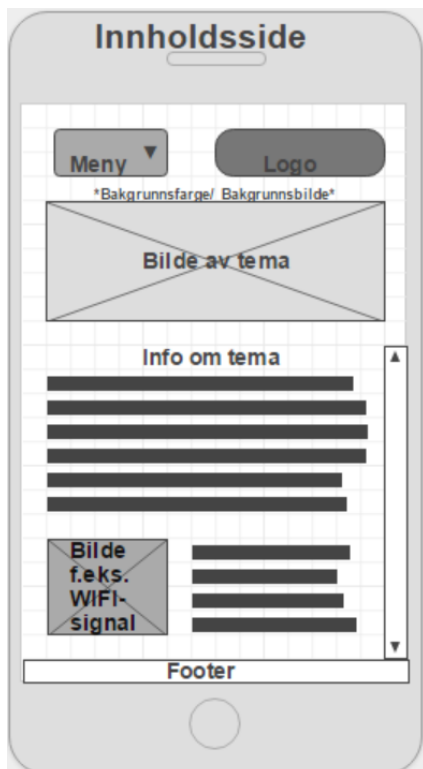 Innholdsside
Meny
Logo
*Bakgrunnsfarge/ Bakgrunnsbilde*
Bilde av tema
Info om tema
Bilde
f.eks.
WIFI-
signal
Footer